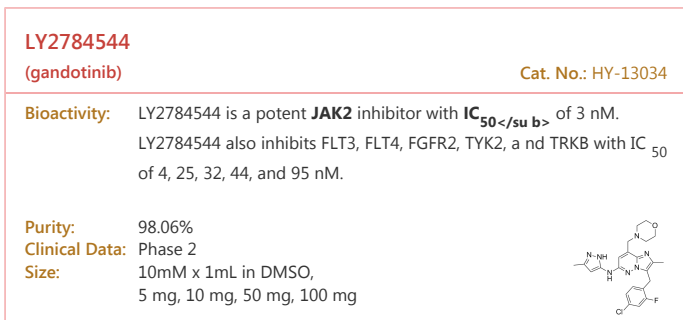 LY2784544
(gandotinib)
Cat. No.: HY-13034
Bioactivity: LY2784544 is a potent JAK2 inhibitor with IC50</su b> of 3 nM.
LY2784544 also inhibits FLT3, FLT4, FGFR2, TYK2, a nd TRKB with IC 50
of 4, 25, 32, 44, and 95 nM.
Purity: 98.06%
Clinical Data: Phase 2
Size: 10mM x 1mL in DMSO,
5 mg, 10 mg, 50 mg, 100 mg
O
N
N
N NH
N
H
N
N
F
Cl